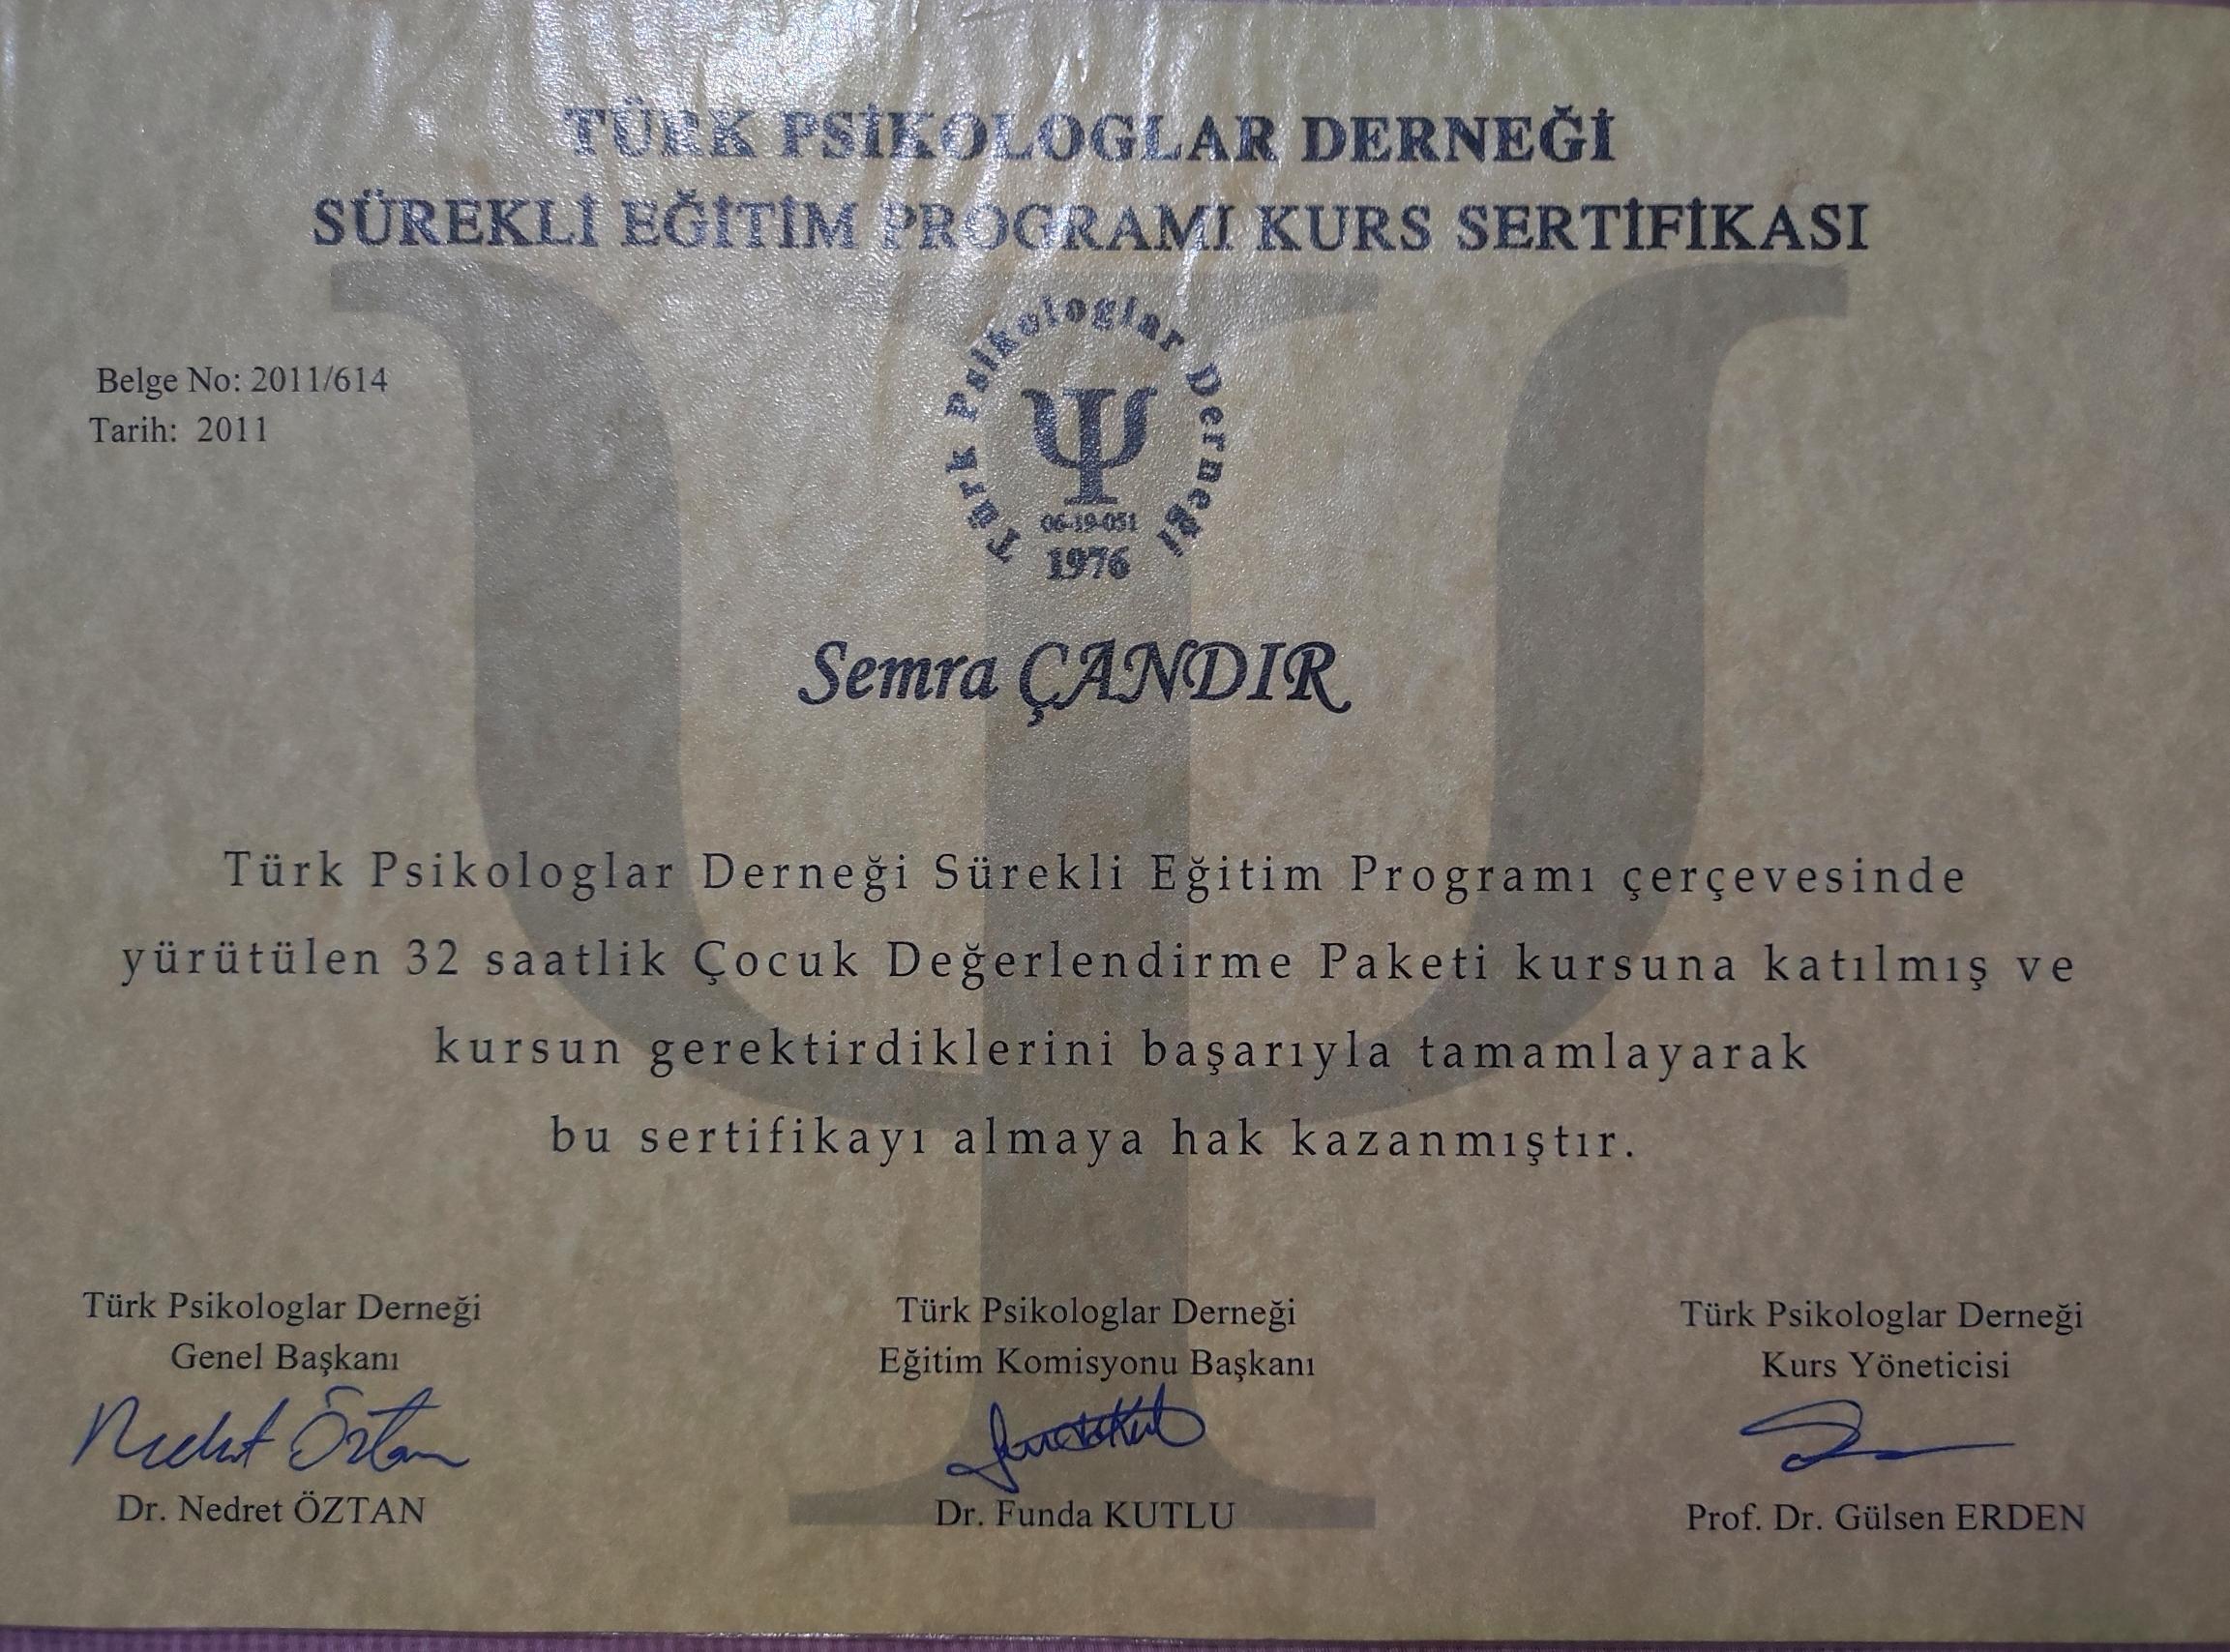 TÜRK PSİKOLOGLAR DERNEĞİ
SÜREKLİ EĞİTİM PROGRAMI KURS SERTİFİKASI
Belge No: 2011/614
Tarih: 2011
Türk Psikologlar Derneği
Ψ
06-19-051
1976
Semra ÇANDIR
Türk Psikologlar Derneği Sürekli Eğitim Programı çerçevesinde
yürütülen 32 saatlik Çocuk Değerlendirme Paketi kursuna katılmış ve
kursun gerektirdiklerini başarıyla tamamlayarak
bu sertifikayı almaya hak kazanmıştır.
Türk Psikologlar Derneği
Genel Başkanı
Nedret Öztan
Dr. Nedret ÖZTAN
Türk Psikologlar Derneği
Eğitim Komisyonu Başkanı
Dr. Funda KUTLU
Türk Psikologlar Derneği
Kurs Yöneticisi
Prof. Dr. Gülsen ERDEN